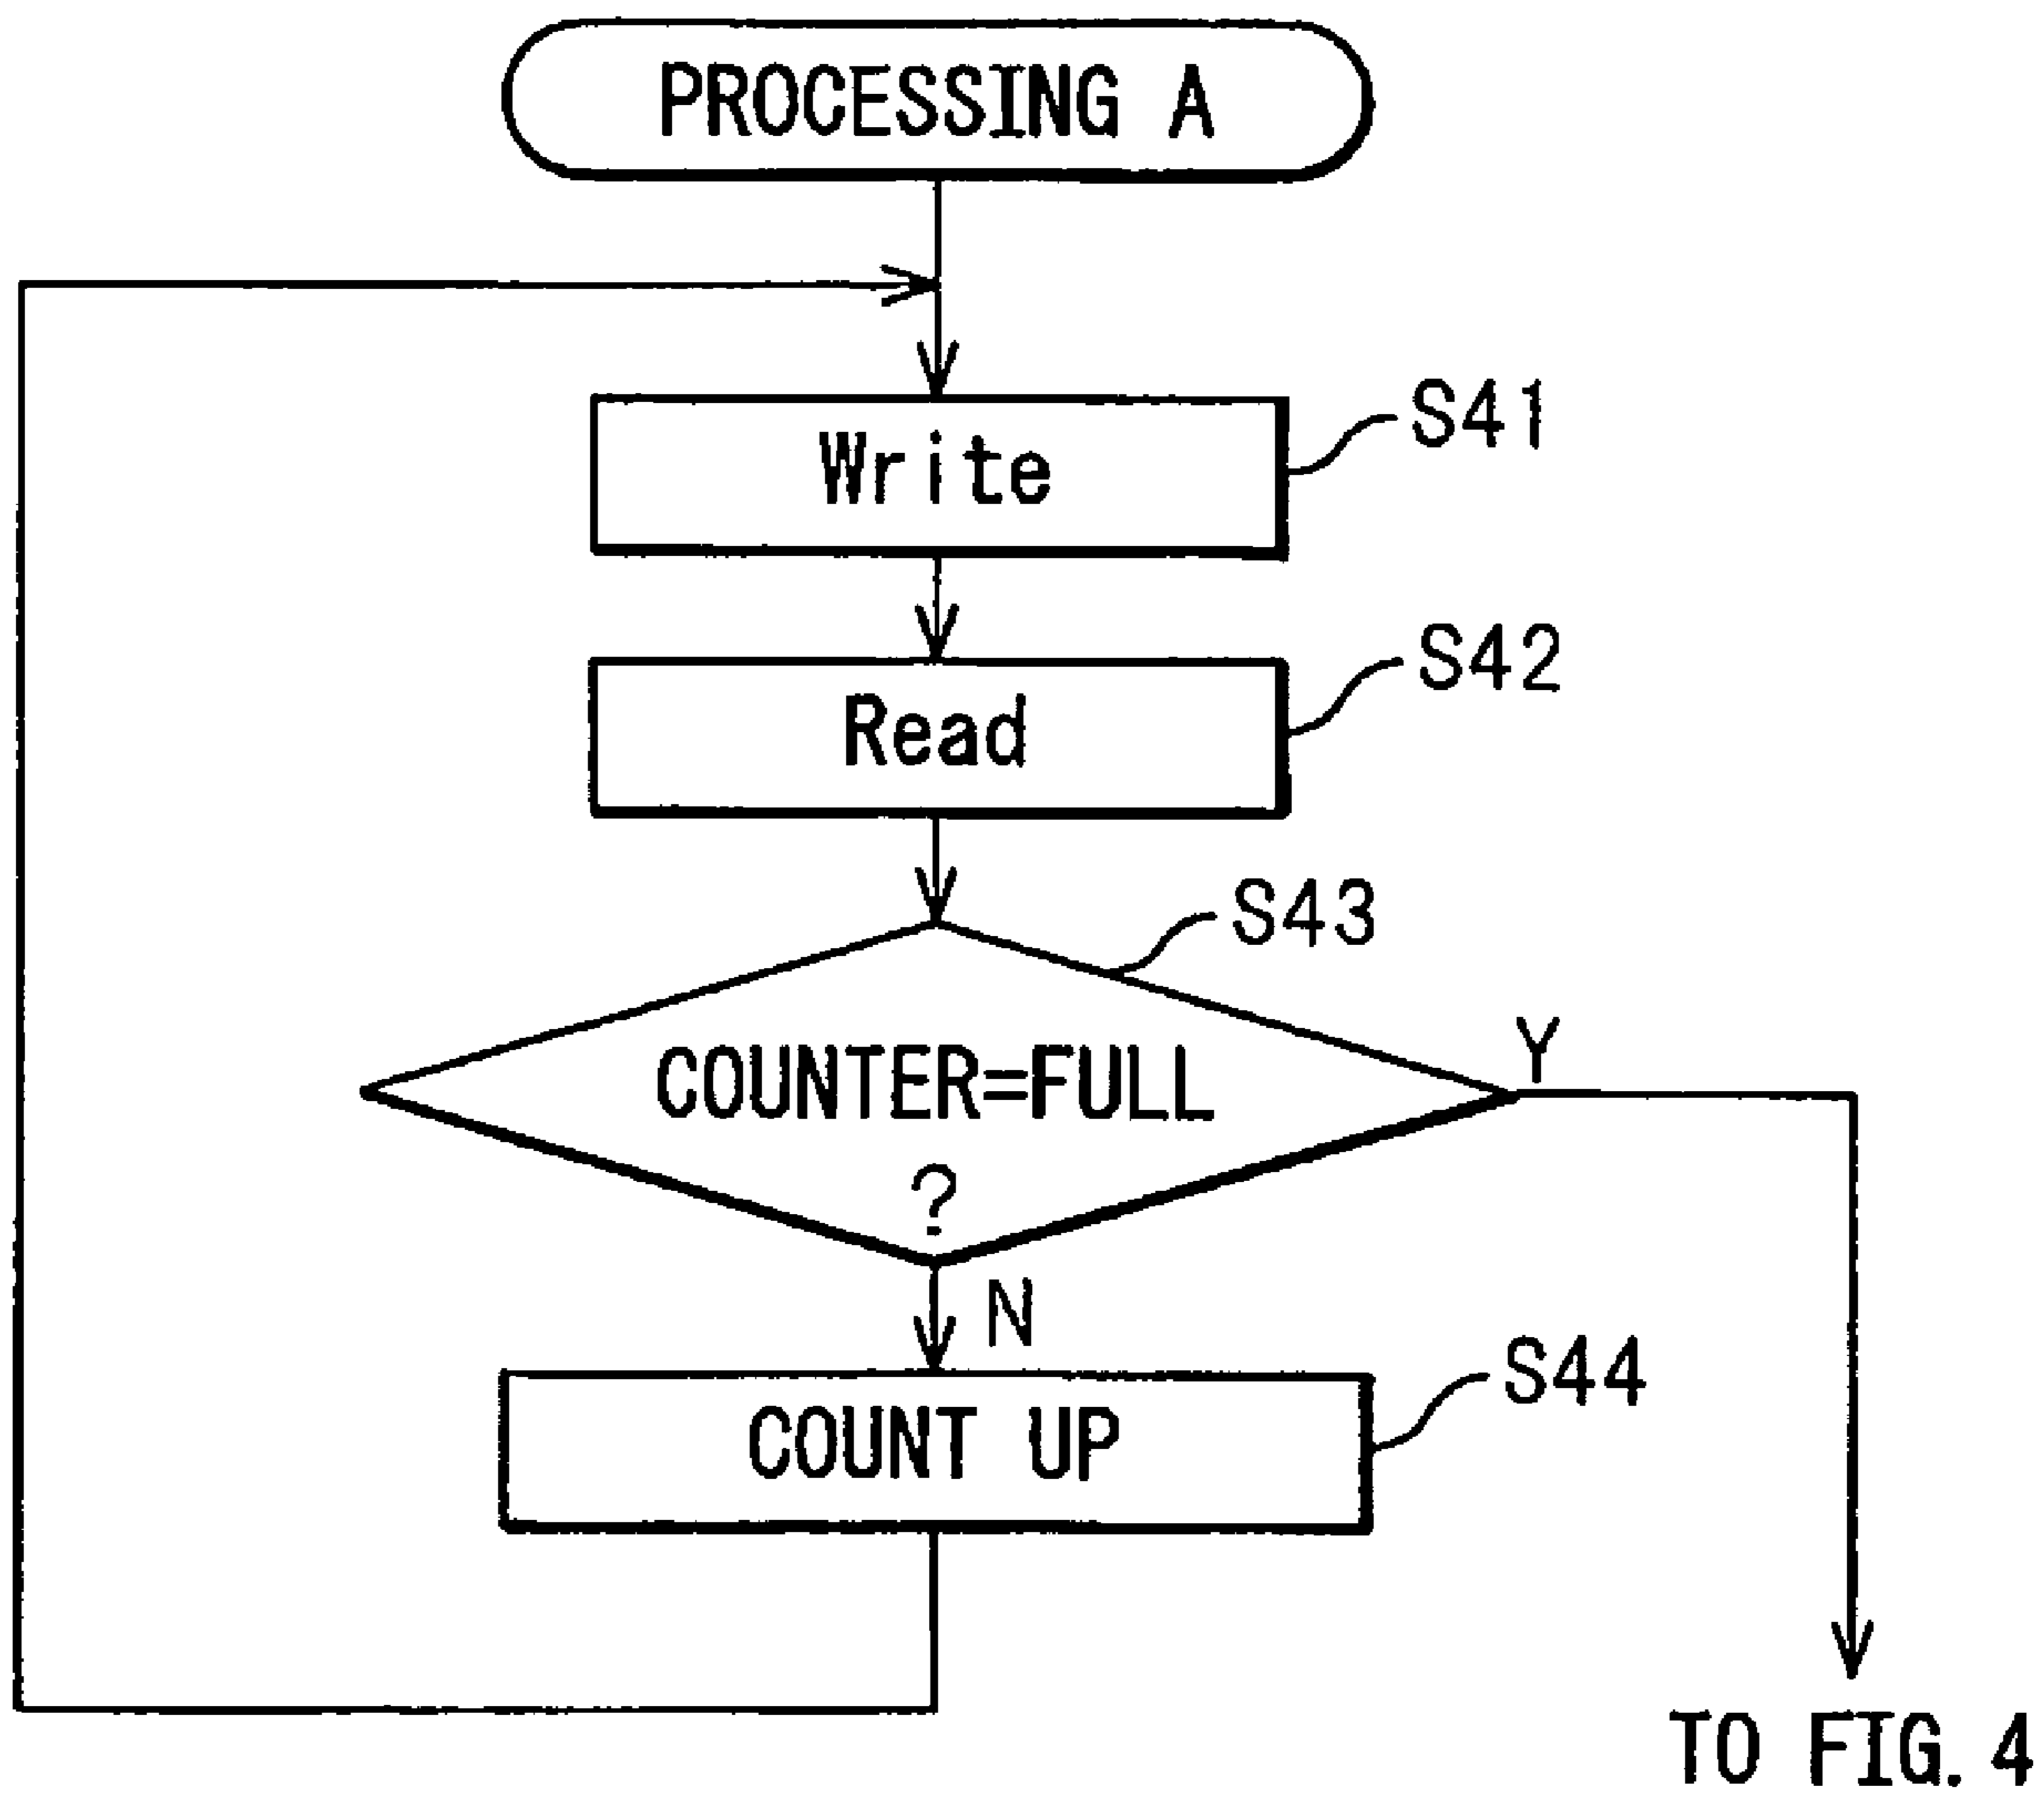 PROCESSING A
Write
S41
Read
S42
S43
COUNTER=FULL
?
Y
N
COUNT UP
S44
TO FIG. 4